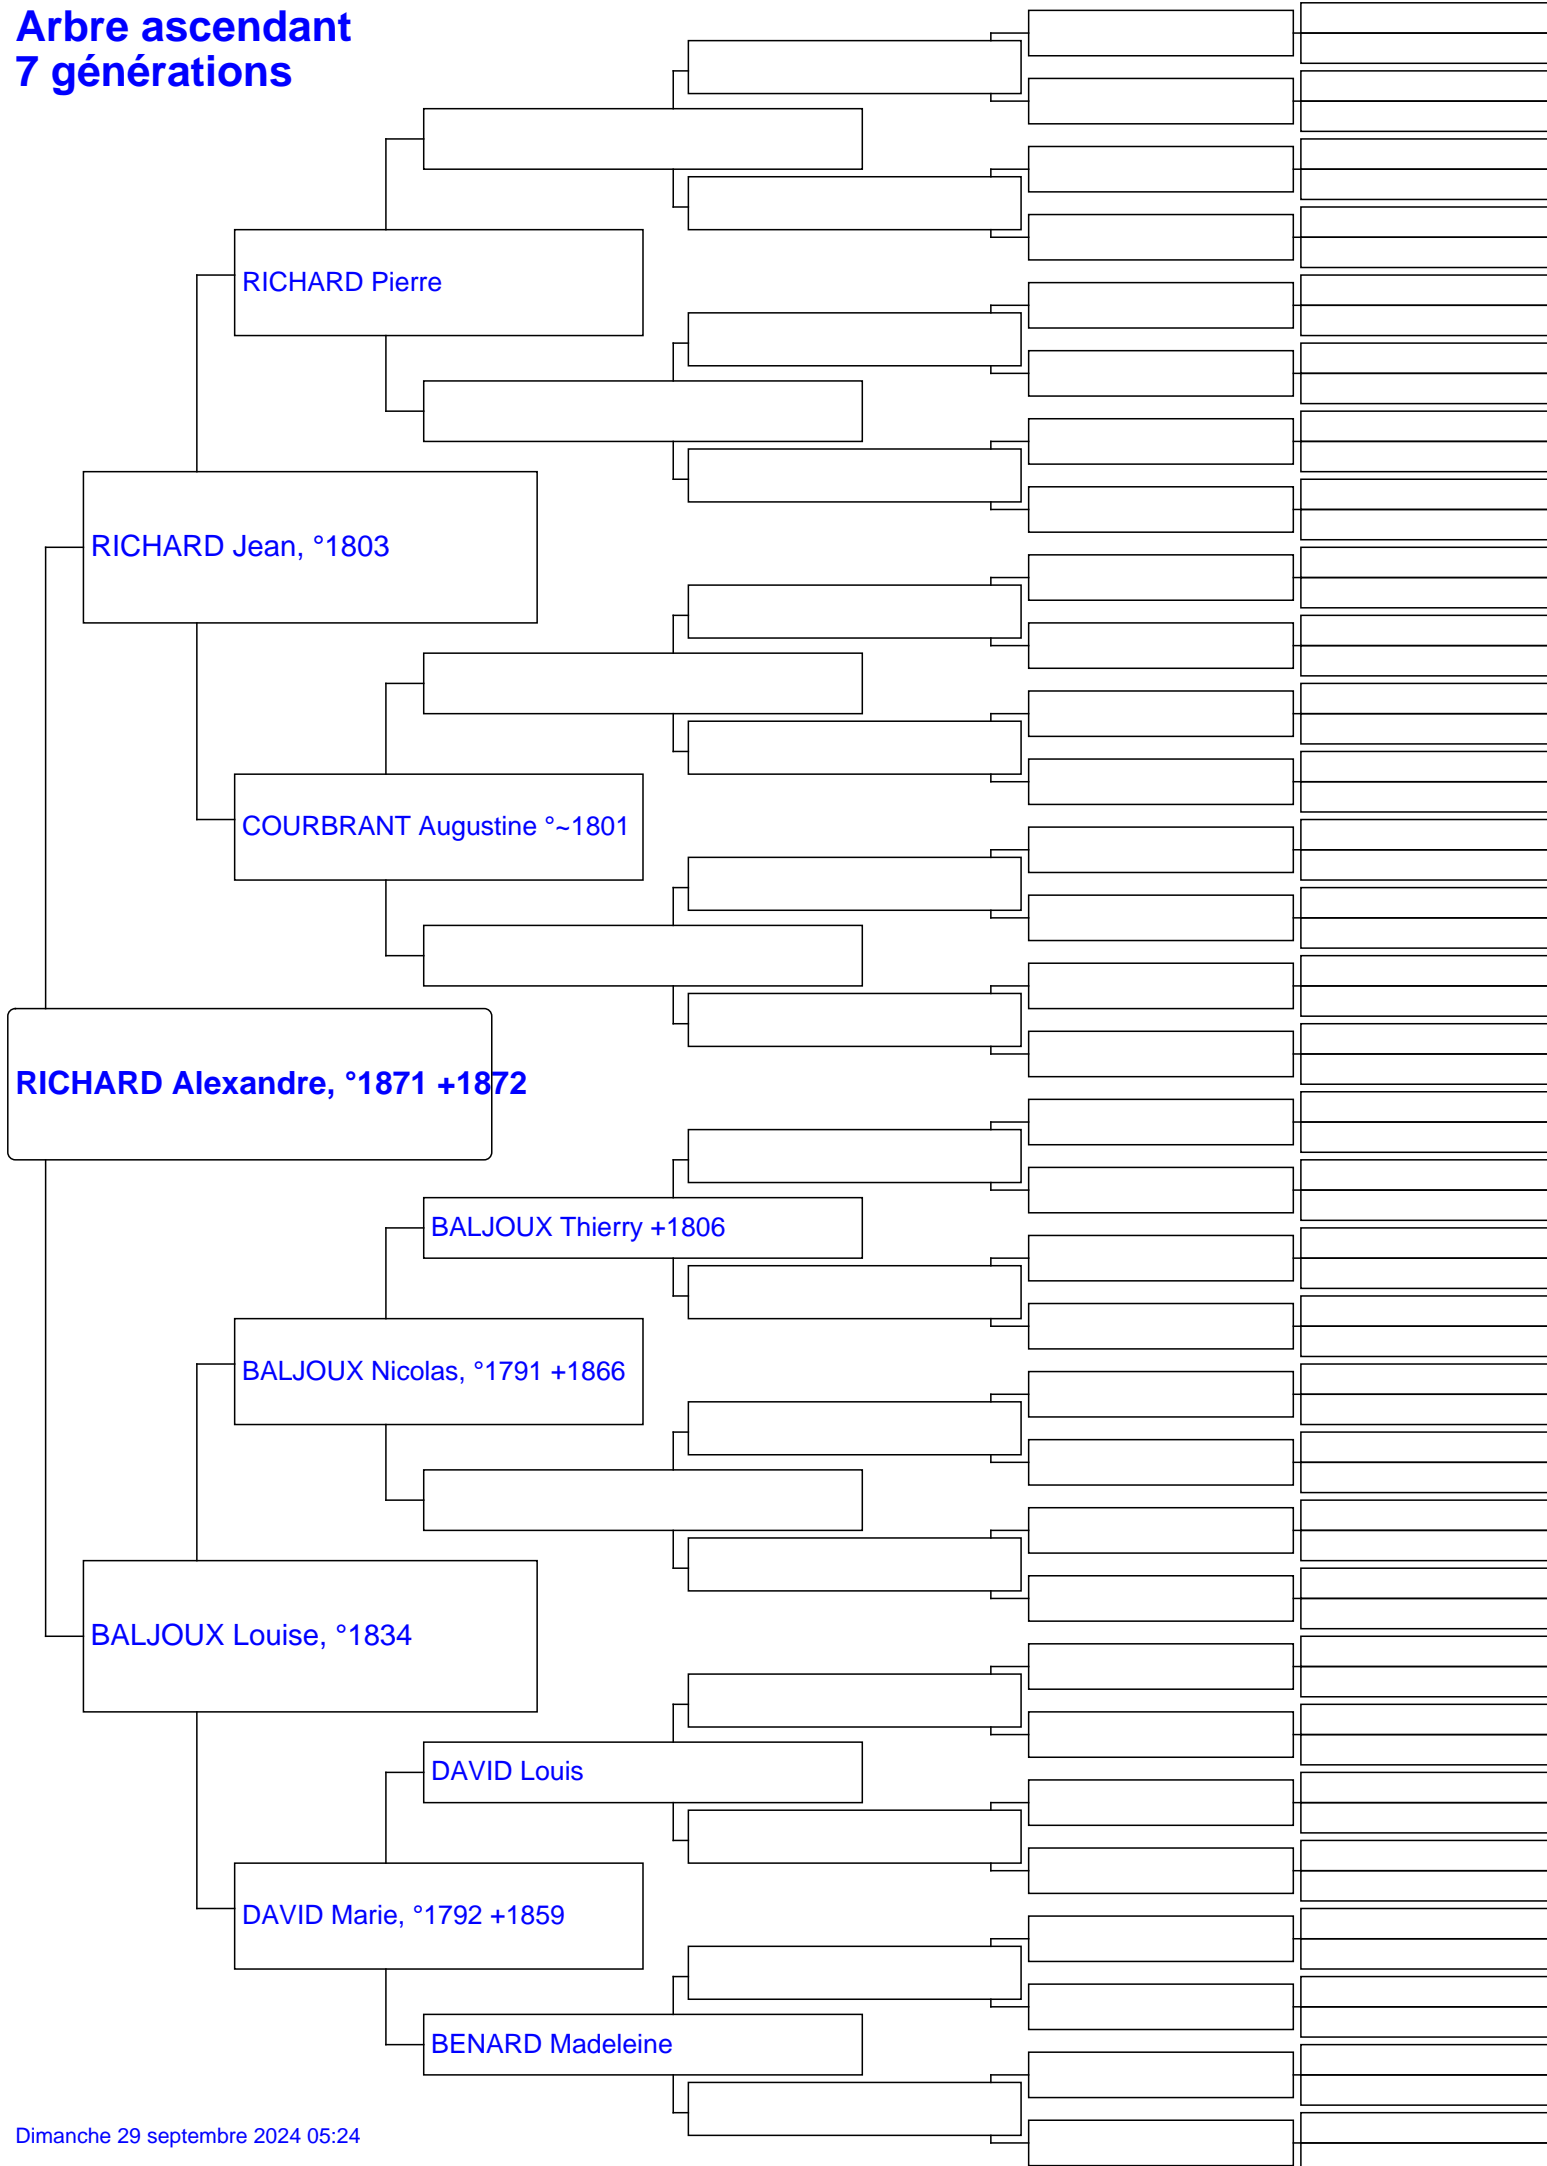 Arbre ascendant
7 générations
RICHARD Pierre
RICHARD Jean, °1803
COURBRANT Augustine °~1801
RICHARD Alexandre, °1871 +1872
BALJOUX Thierry +1806
BALJOUX Nicolas, °1791 +1866
BALJOUX Louise, °1834
DAVID Louis
DAVID Marie, °1792 +1859
BENARD Madeleine
Dimanche 29 septembre 2024 05:24